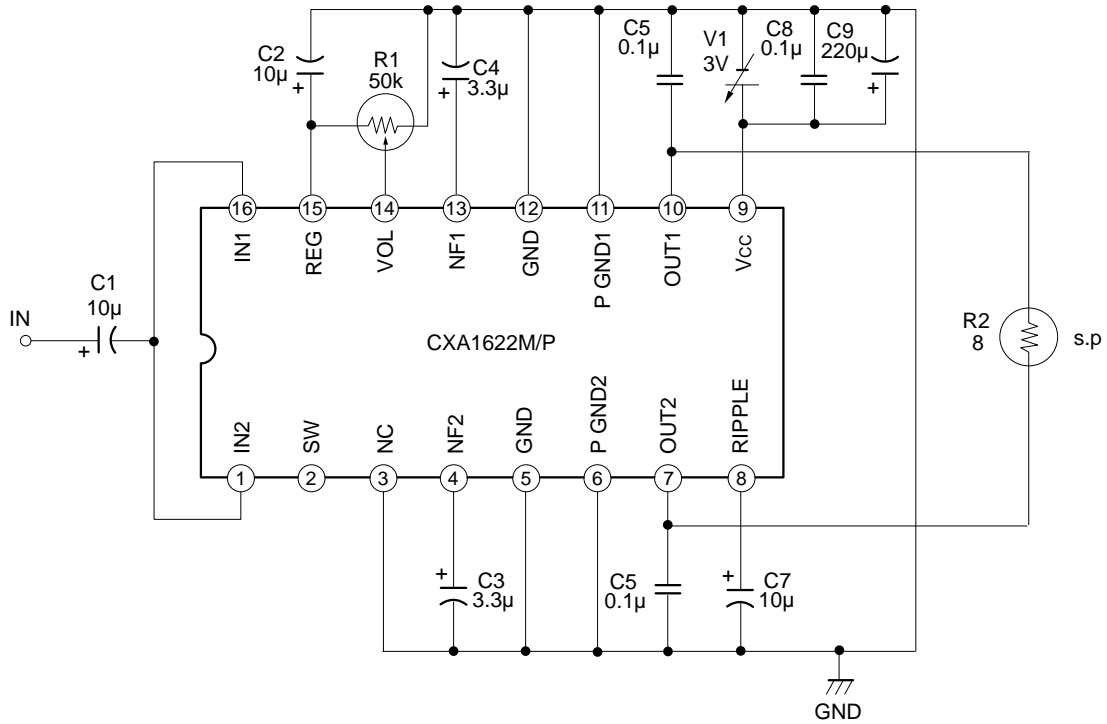 C2
10μ
+
R1
50k
+
C4
3.3μ
C5
0.1μ
V1
3V
C8
0.1μ
C9
220μ
+
16
15
14
13
12
11
10
9
IN1
REG
VOL
NF1
GND
P GND1
OUT1
Vcc
C1
10μ
IN
+
CXA1622M/P
R2
8
s.p
IN2
SW
NC
NF2
GND
P GND2
OUT2
RIPPLE
1
2
3
4
5
6
7
8
+
C3
3.3μ
C5
0.1μ
+
C7
10μ
GND